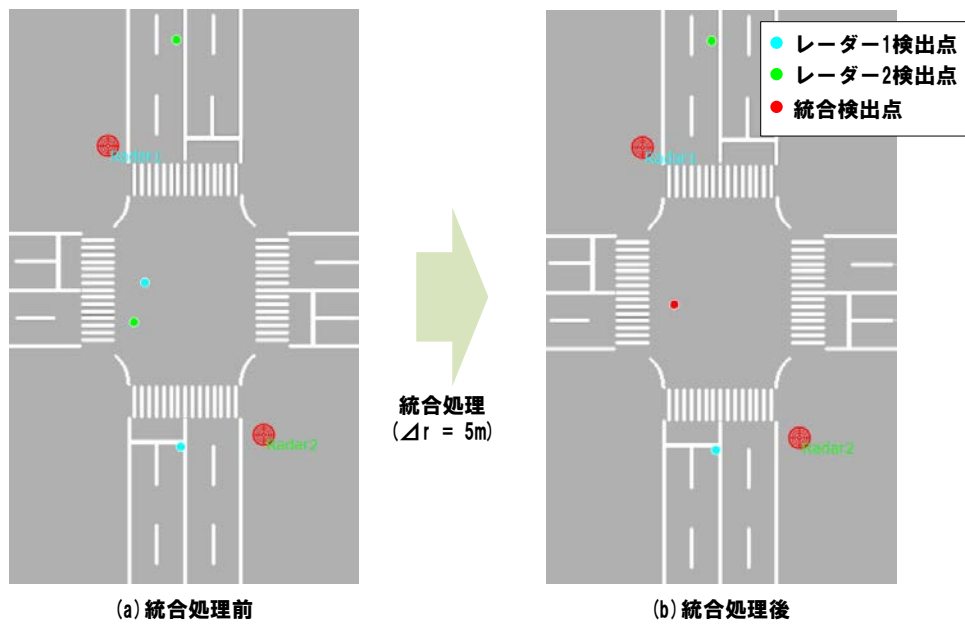 レーダー1検出点
レーダー2検出点
統合検出点
Radar1
Radar1
統合処理
(⊿r = 5m)
Radar2
Radar2
(a)統合処理前
(b)統合処理後